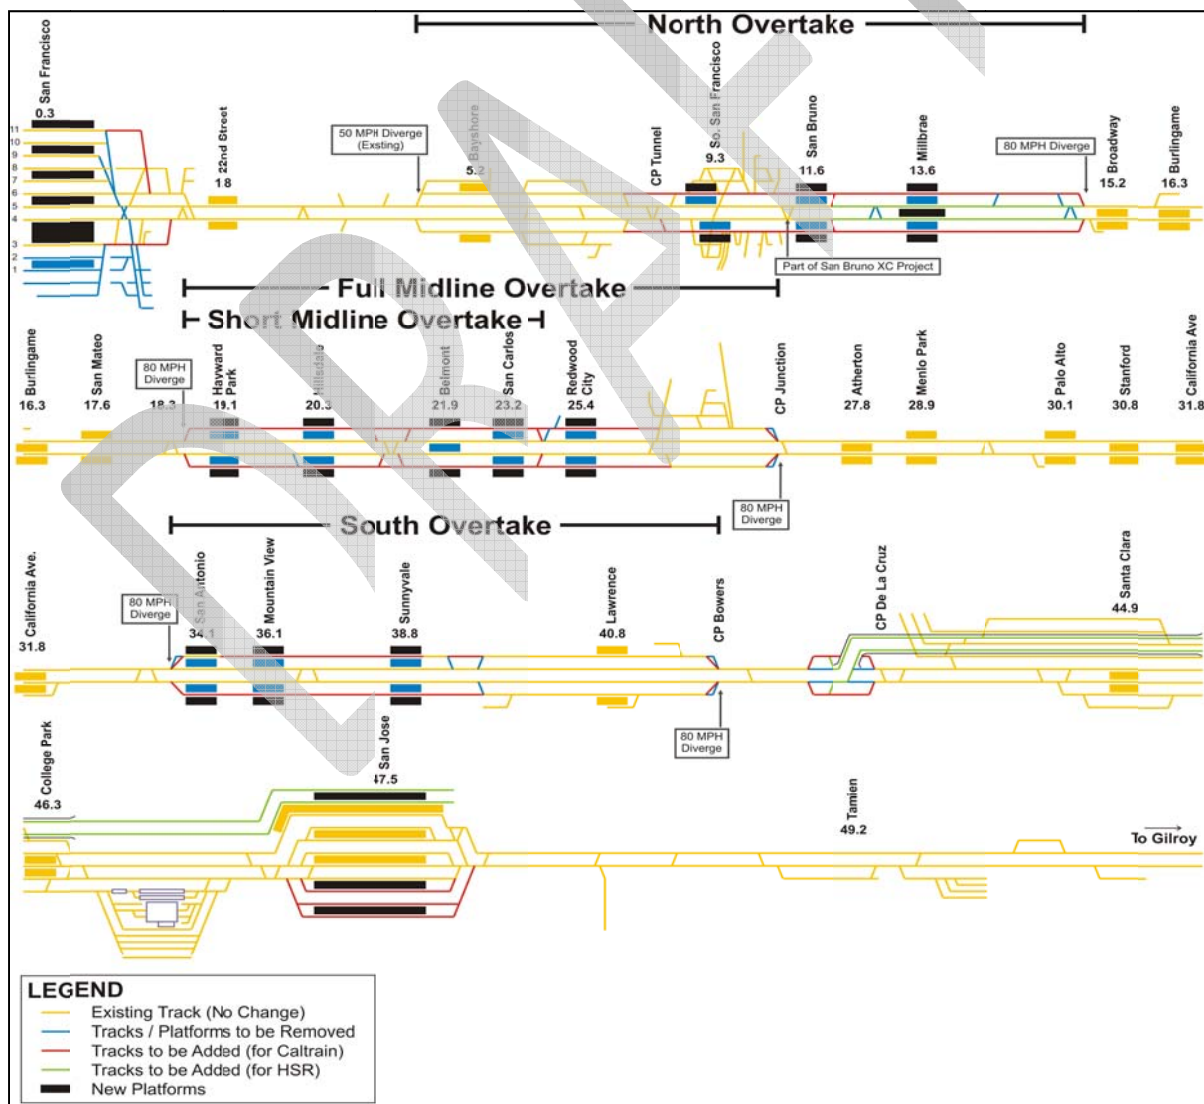 North Overtake
San Francisco
0.3
22nd Street
18
50 MPH Diverge
(Existing)
Bayshore
5.2
CP Tunnel
So. San Francisco
9.3
San Bruno
11.6
Millbrae
13.6
80 MPH Diverge
Broadway
15.2
Burlingame
16.3
11
10
9
8
7
6
5
4
3
2
1
Part of San Bruno XC Project
Full Midline Overtake
Short Midline Overtake
Burlingame
16.3
San Mateo
17.6
80 MPH
Diverge
18.3
Hayward
Park
19.1
Hillsdale
20.3
Belmont
21.9
San Carlos
23.2
Redwood
City
25.4
CP Junction
Atherton
27.8
Menlo Park
28.9
Palo Alto
30.1
Stanford
30.8
California Ave
31.8
80 MPH
Diverge
South Overtake
California Ave.
31.8
80 MPH
Diverge
San Antonio
34.1
Mountain View
36.1
Sunnyvale
38.8
Lawrence
40.8
CP Bowers
CP De La Cruz
Santa Clara
44.9
80 MPH
Diverge
College Park
46.3
San Jose
47.5
Tamien
49.2
To Gilroy
LEGEND
Existing Track (No Change)
Tracks / Platforms to be Removed
Tracks to be Added (for Caltrain)
Tracks to be Added (for HSR)
New Platforms
DRAF